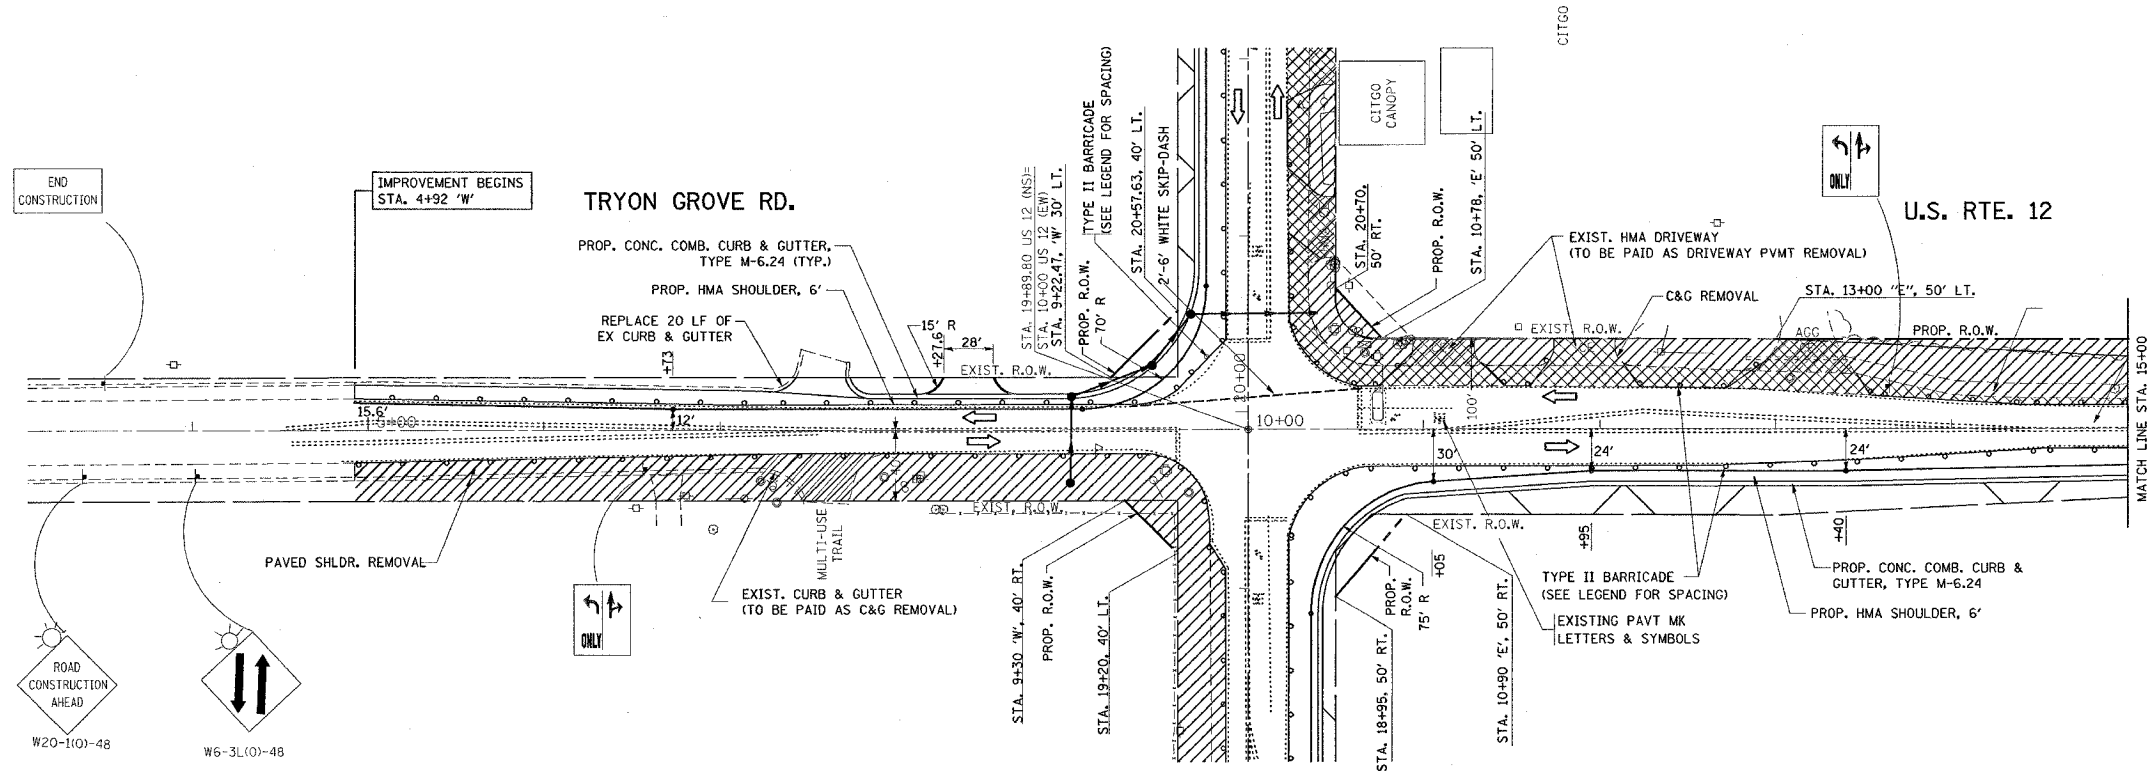 CITGO
END
CONSTRUCTION
IMPROVEMENT BEGINS
STA. 4+92 'W'
TRYON GROVE RD.
PROP. CONC. COMB. CURB & GUTTER,
TYPE M-6.24 (TYP.)
PROP. HMA SHOULDER, 6'
REPLACE 20 LF OF
EX CURB & GUTTER
+73
15' R
+27.6
28'
EXIST. R.O.W.
STA. 19+89.80 US 12 (NS)=
STA. 10+00 US 12 (EW)
STA. 9+22.47, 'W' 30' LT.
PROP. R.O.W.
70' R
TYPE II BARRICADE
(SEE LEGEND FOR SPACING)
STA. 20+57.63, 40' LT.
2'-6' WHITE SKIP-DASH
CITGO
CANOPY
STA. 20+70,
50' RT.
PROP. R.O.W.
STA. 10+78, 'E' 50' LT.
ONLY
U.S. RTE. 12
EXIST. HMA DRIVEWAY
(TO BE PAID AS DRIVEWAY PVMT REMOVAL)
C&G REMOVAL
STA. 13+00 "E", 50' LT.
EXIST. R.O.W.
AGG
PROP. R.O.W.
MATCH LINE STA. 15+00
15.6'
5+00
12'
20+00
10+00
100'
30'
24'
24'
PAVED SHLDR. REMOVAL
MULTI-USE
TRAIL
EXIST. R.O.W.
ONLY
EXIST. CURB & GUTTER
(TO BE PAID AS C&G REMOVAL)
STA. 9+30 'W', 40' RT.
PROP. R.O.W.
STA. 19+20, 40' LT.
EXIST. R.O.W.
STA. 18+95, 50' RT.
PROP.
R.O.W.
75' R
+05
STA. 10+90 'E', 50' RT.
+95
+40
TYPE II BARRICADE
(SEE LEGEND FOR SPACING)
EXISTING PAVT MK
LETTERS & SYMBOLS
PROP. CONC. COMB. CURB &
GUTTER, TYPE M-6.24
PROP. HMA SHOULDER, 6'
ROAD
CONSTRUCTION
AHEAD
W20-1(O)-48
W6-3L(O)-48